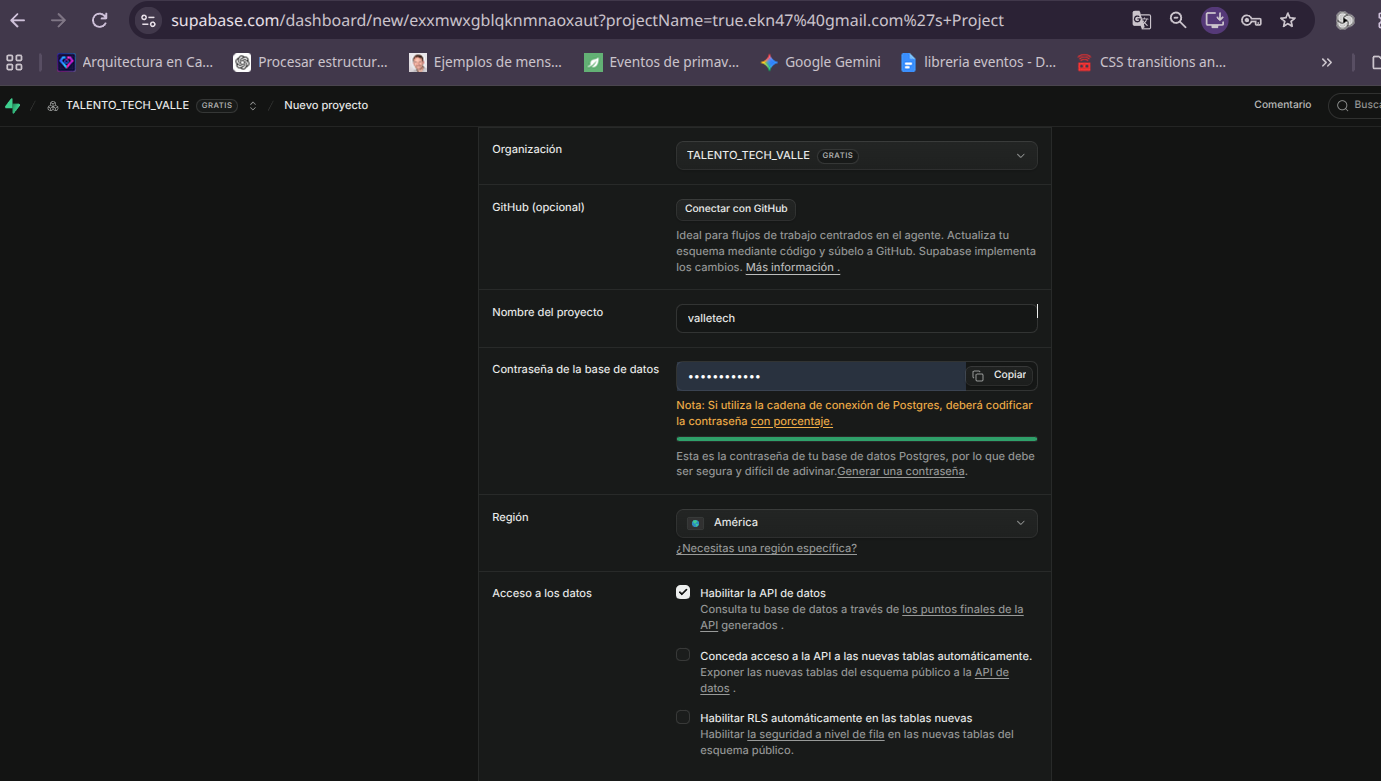 supabase.com/dashboard/new/exxmwxgblqknmnaoxaut?projectName=true.ekn47%40gmail.com%27s+Project
Arquitectura en Ca...
Procesar estructur...
Ejemplos de mens...
Eventos de primav...
Google Gemini
libreria eventos - D...
CSS transitions an...
»
/ TALENTO_TECH_VALLE GRATIS / Nuevo proyecto
Comentario
Busca
Organización
TALENTO_TECH_VALLE GRATIS
GitHub (opcional)
Conectar con GitHub
Ideal para flujos de trabajo centrados en el agente. Actualiza tu
esquema mediante código y súbelo a GitHub. Supabase implementa
los cambios. Más información .
Nombre del proyecto
valletech
Contraseña de la base de datos
••••••••••••
Copiar
Nota: Si utiliza la cadena de conexión de Postgres, deberá codificar
la contraseña con porcentaje.
Esta es la contraseña de tu base de datos Postgres, por lo que debe
ser segura y difícil de adivinar.Generar una contraseña.
Región
América
¿Necesitas una región específica?
Acceso a los datos
Habilitar la API de datos
Consulta tu base de datos a través de los puntos finales de la
API generados .
Conceda acceso a la API a las nuevas tablas automáticamente.
Exponer las nuevas tablas del esquema público a la API de
datos .
Habilitar RLS automáticamente en las tablas nuevas
Habilitar la seguridad a nivel de fila en las nuevas tablas del
esquema público.